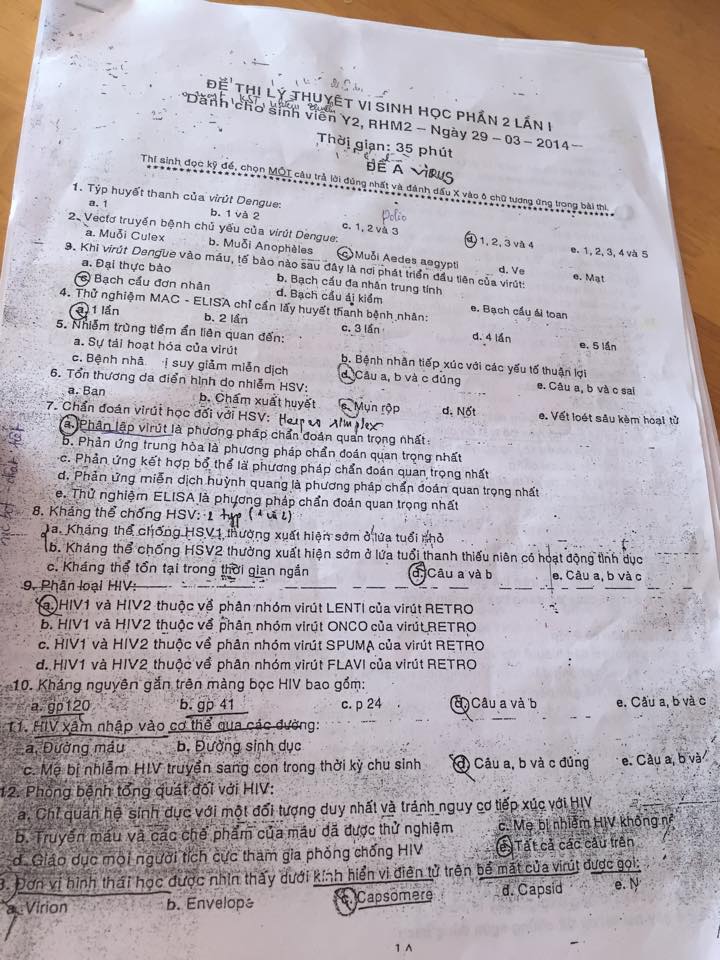 ĐỀ THI LÝ THUYẾT VI SINH HỌC PHẦN 2 LẦN I
Dành cho sinh viên Y2, RHM2 – Ngày 29 - 03 - 2014
Thời gian: 35 phút
ĐỀ A VIRUS
Thí sinh đọc kỹ đề, chọn MỘT câu trả lời đúng nhất và đánh dấu X vào ô chữ tương ứng trong bài thi.
1. Týp huyết thanh của virút Dengue: Polio
a. 1 b. 1 và 2 c. 1, 2 và 3 d. 1, 2, 3 và 4 e. 1, 2, 3, 4 và 5
2. Vectơ truyền bệnh chủ yếu của virút Dengue:
a. Muỗi Culex b. Muỗi Anophèles c. Muỗi Aedes aegypti d. Ve e. Mạt
3. Khi virút Dengue vào máu, tế bào nào sau đây là nơi phát triển đầu tiên của virút:
a. Đại thực bào b. Bạch cầu đa nhân trung tính
c. Bạch cầu đơn nhân d. Bạch cầu ái kiềm e. Bạch cầu ái toan
4. Thử nghiệm MAC - ELISA chỉ cần lấy huyết thanh bệnh nhân:
a. 1 lần b. 2 lần c. 3 lần d. 4 lần e. 5 lần
5. Nhiễm trùng tiềm ẩn liên quan đến:
a. Sự tái hoạt hóa của virút b. Bệnh nhân tiếp xúc với các yếu tố thuận lợi
c. Bệnh nhâ ị suy giảm miễn dịch d. Câu a, b và c đúng e. Câu a, b và c sai
6. Tổn thương da điển hình do nhiễm HSV:
a. Ban b. Chấm xuất huyết c. Mụn rộp d. Nốt e. Vết loét sâu kèm hoại tử
7. Chẩn đoán virút học đối với HSV: Herpes simplex
a. Phân lập virút là phương pháp chẩn đoán quan trọng nhất
b. Phản ứng trung hòa là phương pháp chẩn đoán quan trọng nhất
c. Phản ứng kết hợp bổ thể là phương pháp chẩn đoán quan trọng nhất
d. Phản ứng miễn dịch huỳnh quang là phương pháp chẩn đoán quan trọng nhất
e. Thử nghiệm ELISA là phương pháp chẩn đoán quan trọng nhất
8. Kháng thể chống HSV: 2 typ (1 và 2)
a. Kháng thể chống HSV1 thường xuất hiện sớm ở lứa tuổi nhỏ
b. Kháng thể chống HSV2 thường xuất hiện sớm ở lứa tuổi thanh thiếu niên có hoạt động tình dục
c. Kháng thể tồn tại trong thời gian ngắn d. Câu a và b e. Câu a, b và c
9. Phân loại HIV:
a. HIV1 và HIV2 thuộc về phân nhóm virút LENTI của virút RETRO
b. HIV1 và HIV2 thuộc về phân nhóm virút ONCO của virút RETRO
c. HIV1 và HIV2 thuộc về phân nhóm virút SPUMA của virút RETRO
d. HIV1 và HIV2 thuộc về phân nhóm virút FLAVI của virút RETRO
10. Kháng nguyên gắn trên màng bọc HIV bao gồm:
a. gp120 b. gp 41 c. p 24 d. Câu a và b e. Câu a, b và c
11. HIV xâm nhập vào cơ thể qua các đường:
a. Đường máu b. Đường sinh dục
c. Mẹ bị nhiễm HIV truyền sang con trong thời kỳ chu sinh d. Câu a, b và c đúng e. Câu a, b và
12. Phòng bệnh tổng quát đối với HIV:
a. Chỉ quan hệ sinh dục với một đối tượng duy nhất và tránh nguy cơ tiếp xúc với HIV
b. Truyền máu và các chế phẩm của máu đã được thử nghiệm c. Mẹ bị nhiễm HIV không n
d. Giáo dục mọi người tích cực tham gia phòng chống HIV e. Tất cả các câu trên
3. Đơn vị hình thái học được nhìn thấy dưới kính hiển vi điện tử trên bề mặt của virút được gọi:
a. Virion b. Envelope c. Capsomere d. Capsid e. N
1 A